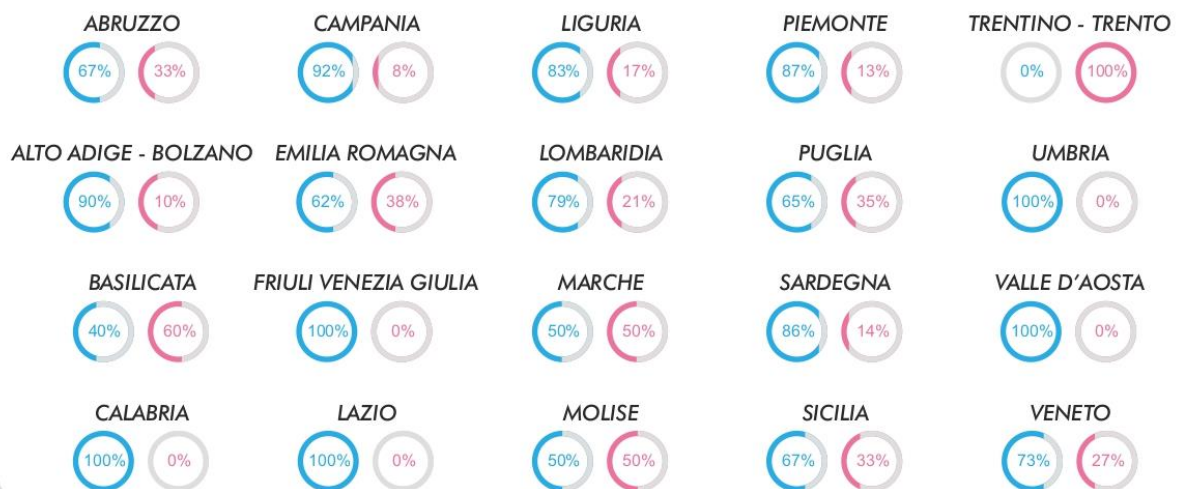 ABRUZZO CAMPANIA LIGURIA PIEMONTE TRENTINO - TRENTO
67% 33% 92% 8% 83% 17% 87% 13% 0% 100%
ALTO ADIGE - BOLZANO EMILIA ROMAGNA LOMBARIDIA PUGLIA UMBRIA
90% 10% 62% 38% 79% 21% 65% 35% 100% 0%
BASILICATA FRIULI VENEZIA GIULIA MARCHE SARDEGNA VALLE D'AOSTA
40% 60% 100% 0% 50% 50% 86% 14% 100% 0%
CALABRIA LAZIO MOLISE SICILIA VENETO
100% 0% 100% 0% 50% 50% 67% 33% 73% 27%